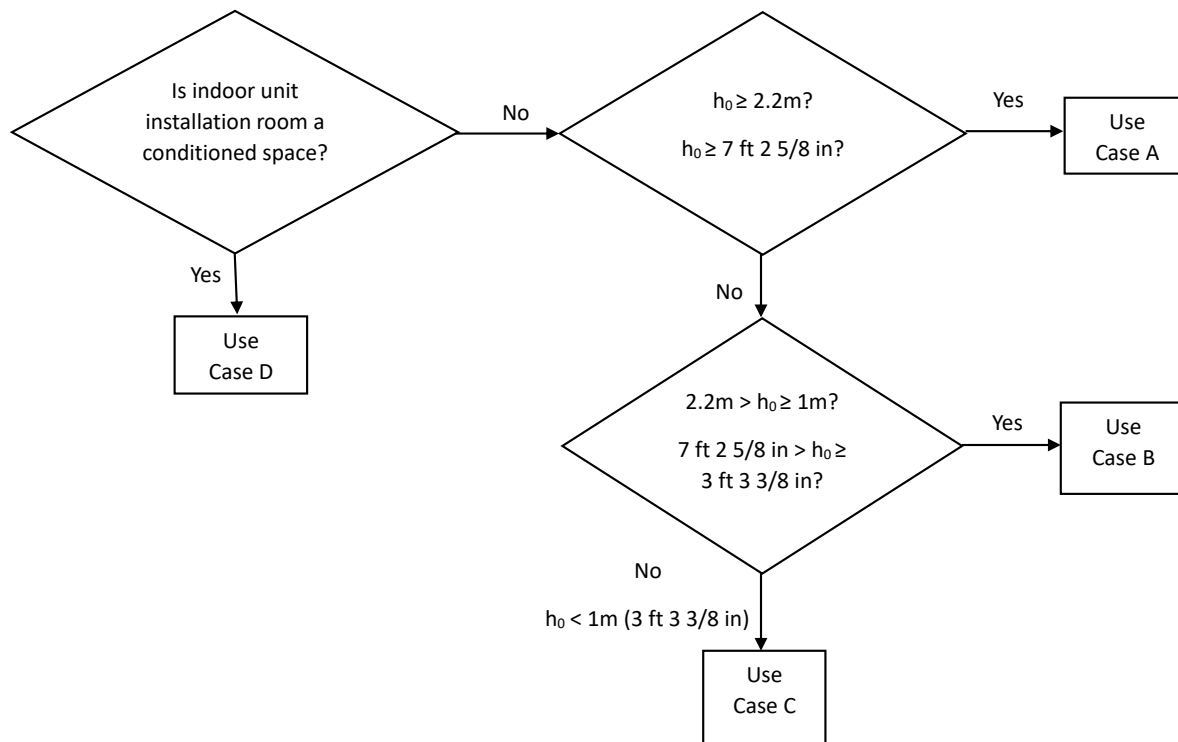 Is indoor unit
installation room a
conditioned space?
No
h₀ ≥ 2.2m?
h₀ ≥ 7 ft 2 5/8 in?
Yes
Use
Case A
Yes
Use
Case D
No
2.2m > h₀ ≥ 1m?
7 ft 2 5/8 in > h₀ ≥
3 ft 3 3/8 in?
Yes
Use
Case B
No
h₀ < 1m (3 ft 3 3/8 in)
Use
Case C